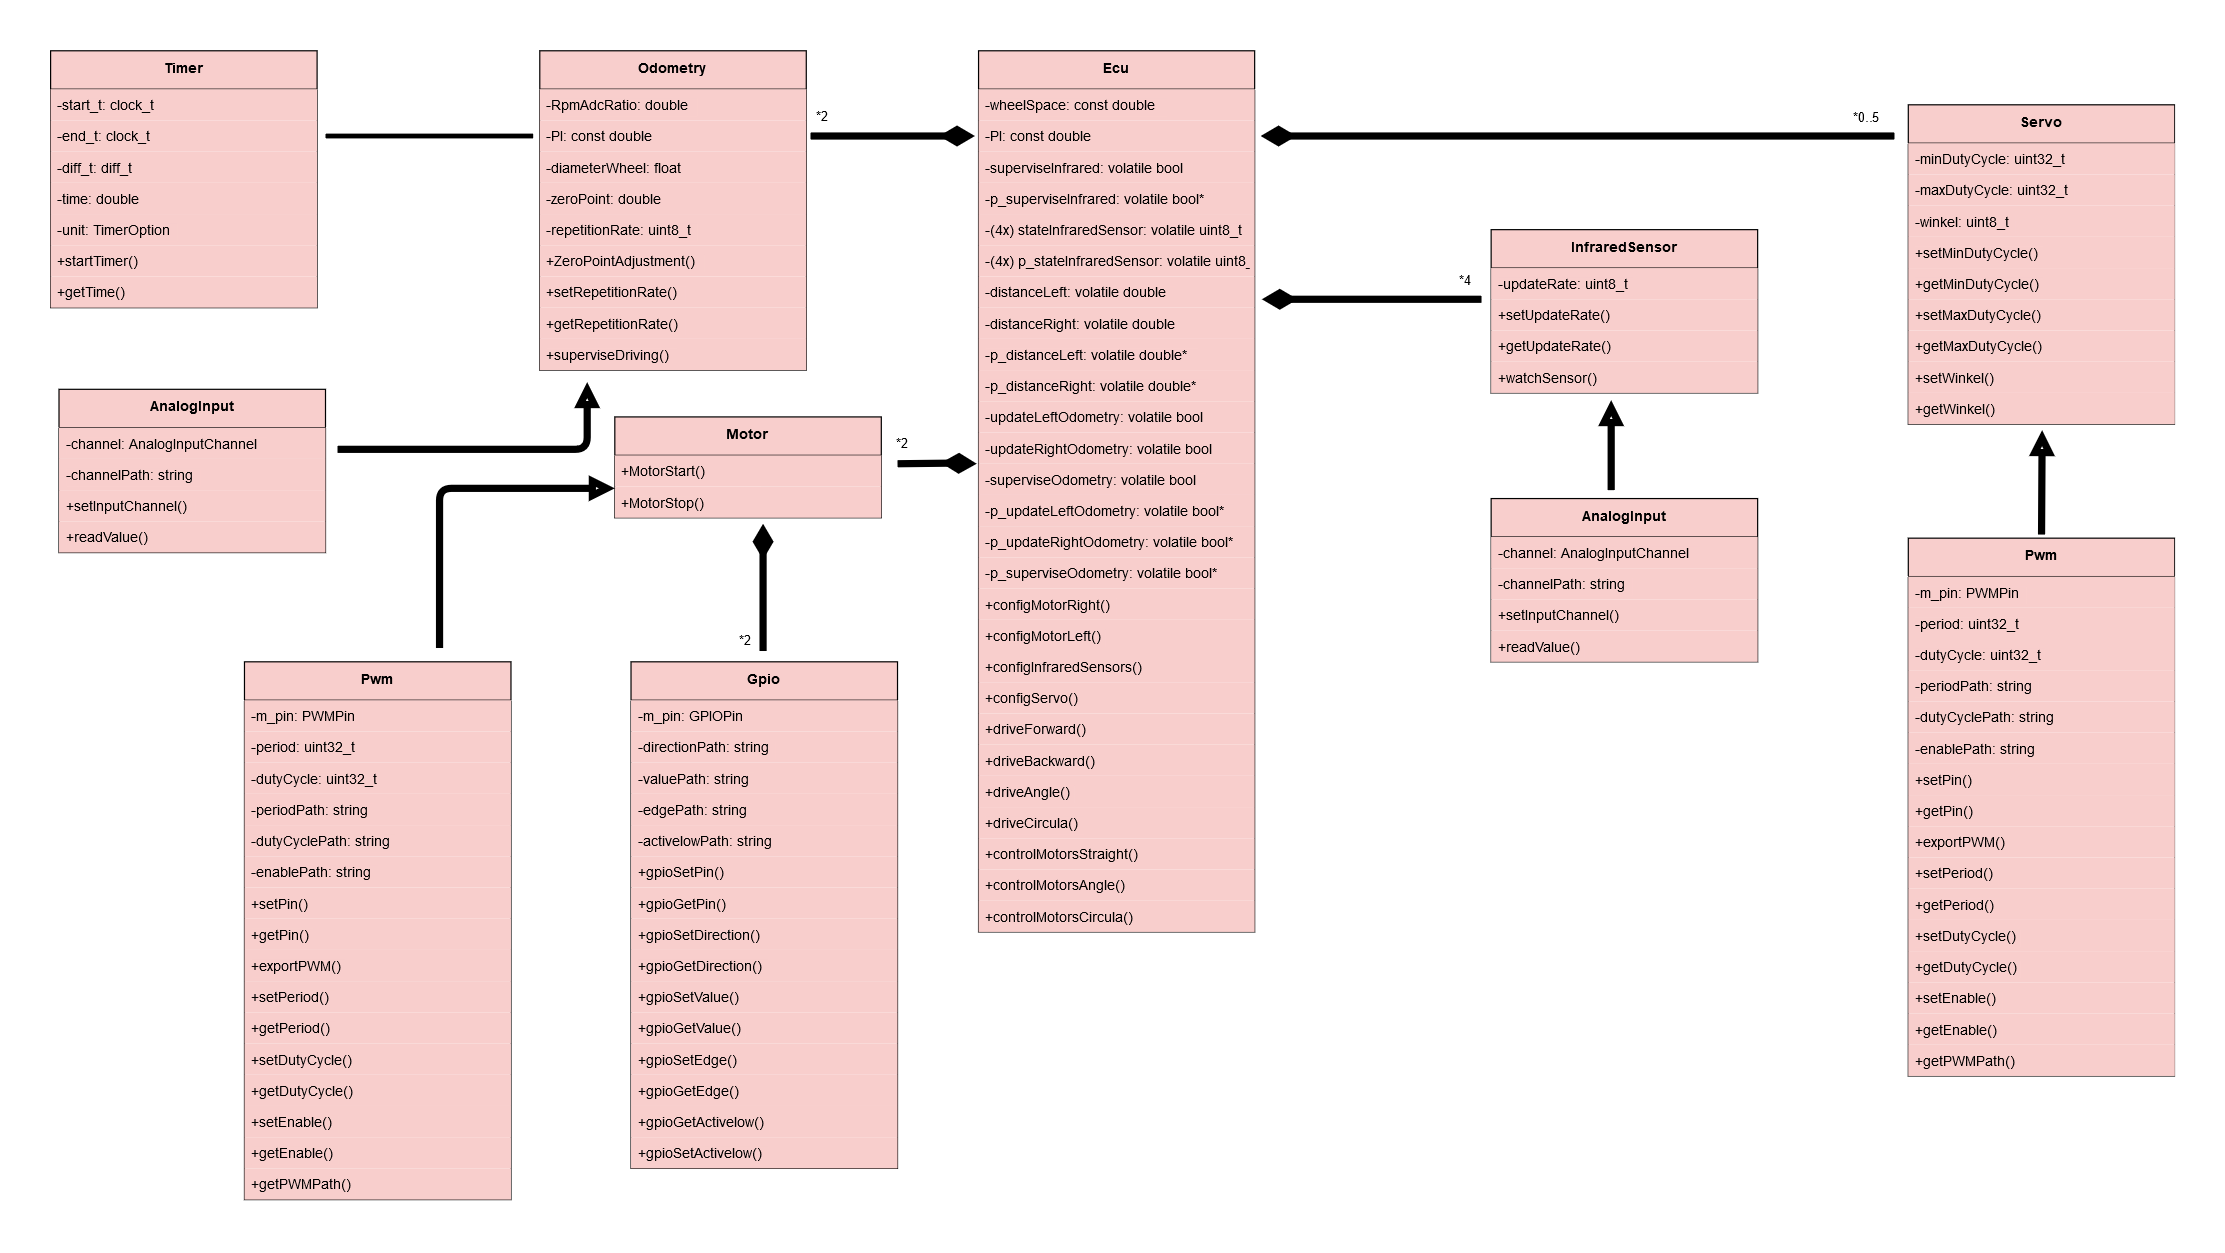 Timer
-start_t: clock_t
-end_t: clock_t
-diff_t: diff_t
-time: double
-unit: TimerOption
+startTimer()
+getTime()
Odometry
-RpmAdcRatio: double
-PI: const double
-diameterWheel: float
-zeroPoint: double
-repetitionRate: uint8_t
+ZeroPointAdjustment()
+setRepetitionRate()
+getRepetitionRate()
+superviseDriving()
*2
Ecu
-wheelSpace: const double
-PI: const double
-superviseInfrared: volatile bool
-p_superviseInfrared: volatile bool*
-(4x) stateInfraredSensor: volatile uint8_t
-(4x) p_stateInfraredSensor: volatile uint8_
-distanceLeft: volatile double
-distanceRight: volatile double
-p_distanceLeft: volatile double*
-p_distanceRight: volatile double*
-updateLeftOdometry: volatile bool
-updateRightOdometry: volatile bool
-superviseOdometry: volatile bool
-p_updateLeftOdometry: volatile bool*
-p_updateRightOdometry: volatile bool*
-p_superviseOdometry: volatile bool*
+configMotorRight()
+configMotorLeft()
+configInfraredSensors()
+configServo()
+driveForward()
+driveBackward()
+driveAngle()
+driveCircula()
+controlMotorsStraight()
+controlMotorsAngle()
+controlMotorsCircula()
*0..5
Servo
-minDutyCycle: uint32_t
-maxDutyCycle: uint32_t
-winkel: uint8_t
+setMinDutyCycle()
+getMinDutyCycle()
+setMaxDutyCycle()
+getMaxDutyCycle()
+setWinkel()
+getWinkel()
*4
InfraredSensor
-updateRate: uint8_t
+setUpdateRate()
+getUpdateRate()
+watchSensor()
AnalogInput
-channel: AnalogInputChannel
-channelPath: string
+setInputChannel()
+readValue()
Motor
+MotorStart()
+MotorStop()
*2
*2
AnalogInput
-channel: AnalogInputChannel
-channelPath: string
+setInputChannel()
+readValue()
Pwm
-m_pin: PWMPin
-period: uint32_t
-dutyCycle: uint32_t
-periodPath: string
-dutyCyclePath: string
-enablePath: string
+setPin()
+getPin()
+exportPWM()
+setPeriod()
+getPeriod()
+setDutyCycle()
+getDutyCycle()
+setEnable()
+getEnable()
+getPWMPath()
Pwm
-m_pin: PWMPin
-period: uint32_t
-dutyCycle: uint32_t
-periodPath: string
-dutyCyclePath: string
-enablePath: string
+setPin()
+getPin()
+exportPWM()
+setPeriod()
+getPeriod()
+setDutyCycle()
+getDutyCycle()
+setEnable()
+getEnable()
+getPWMPath()
Gpio
-m_pin: GPIOPin
-directionPath: string
-valuePath: string
-edgePath: string
-activelowPath: string
+gpioSetPin()
+gpioGetPin()
+gpioSetDirection()
+gpioGetDirection()
+gpioSetValue()
+gpioGetValue()
+gpioSetEdge()
+gpioGetEdge()
+gpioGetActivelow()
+gpioSetActivelow()